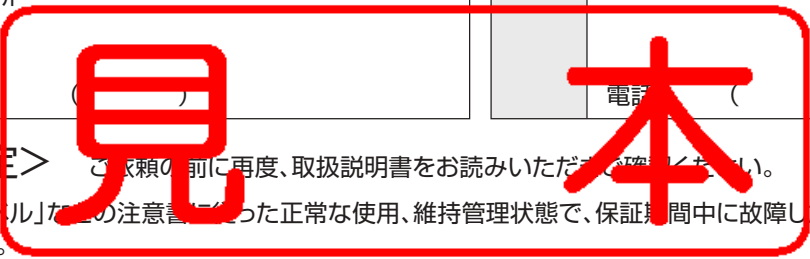 (　　　)　電話　(
見本
定＞　ご依頼の前に再度、取扱説明書をお読みいただきご確認ください。
ベル」などの注意書に従った正常な使用、維持管理状態で、保証期間中に故障し
。